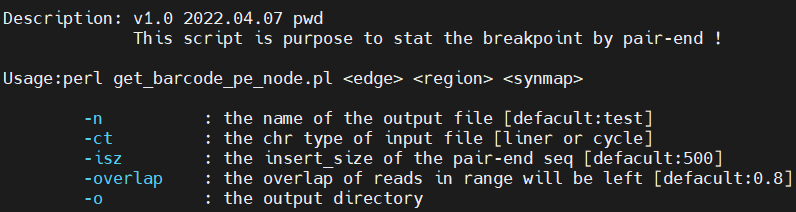 Description: v1.0 2022.04.07 pwd
This script is purpose to stat the breakpoint by pair-end !
Usage:perl get_barcode_pe_node.pl <edge> <region> <synmap>
-n : the name of the output file [defacult:test]
-ct : the chr type of input file [liner or cycle]
-isz : the insert_size of the pair-end seq [defacult:500]
-overlap : the overlap of reads in range will be left [defacult:0.8]
-o : the output directory